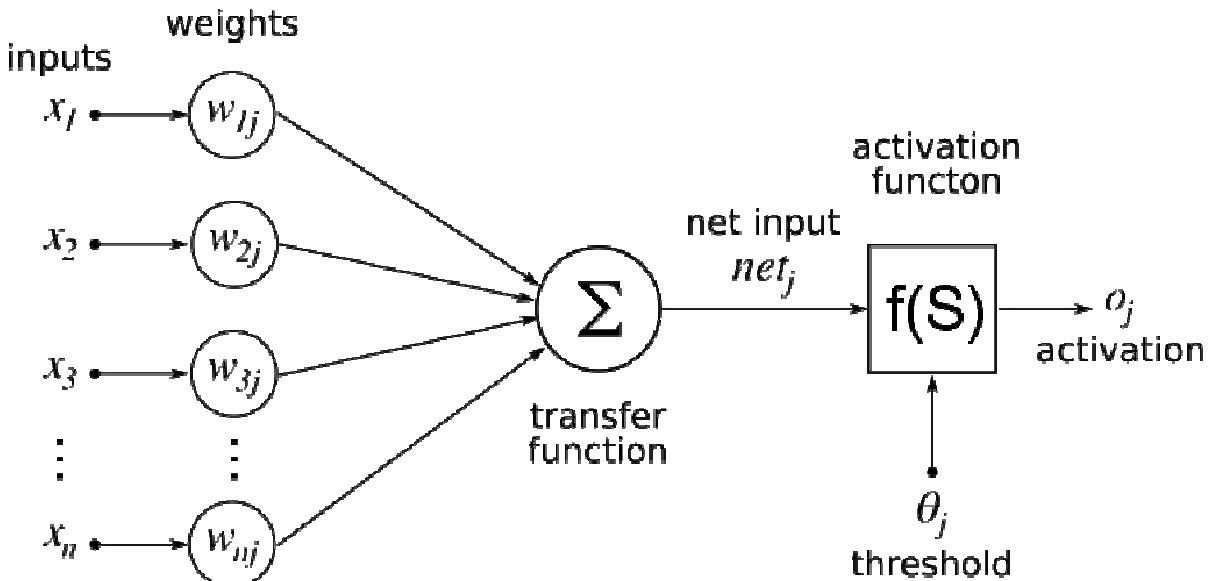 weights
inputs
x₁
w₁ⱼ
x₂
w₂ⱼ
x₃
w₃ⱼ
⋮
⋮
xₙ
wₙⱼ
Σ
transfer
function
net input
netⱼ
activation
functon
f(S)
oⱼ
activation
θⱼ
threshold